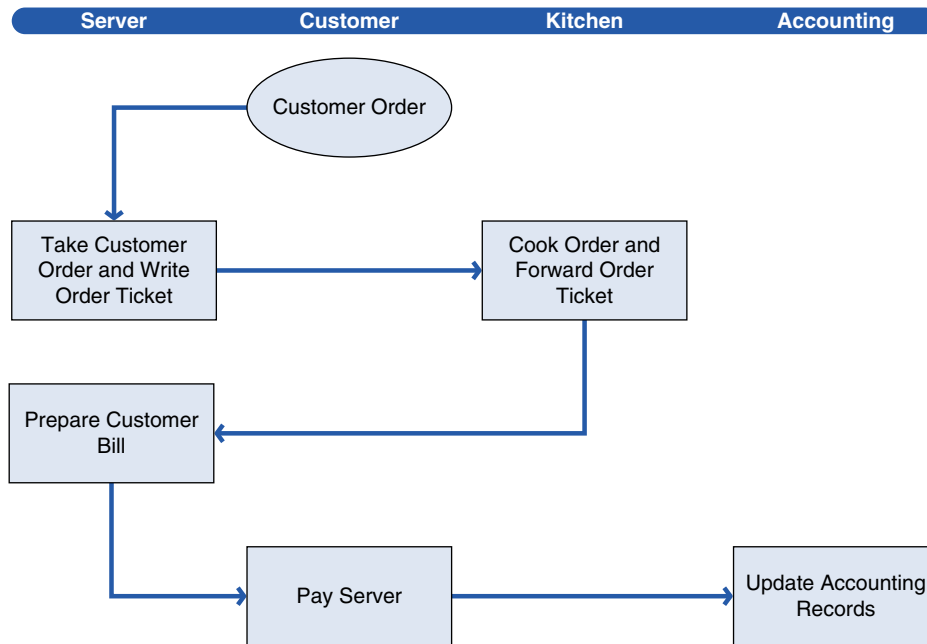 Server Customer Kitchen Accounting
Customer Order
Take Customer
Order and Write
Order Ticket
Cook Order and
Forward Order
Ticket
Prepare Customer
Bill
Pay Server
Update Accounting
Records